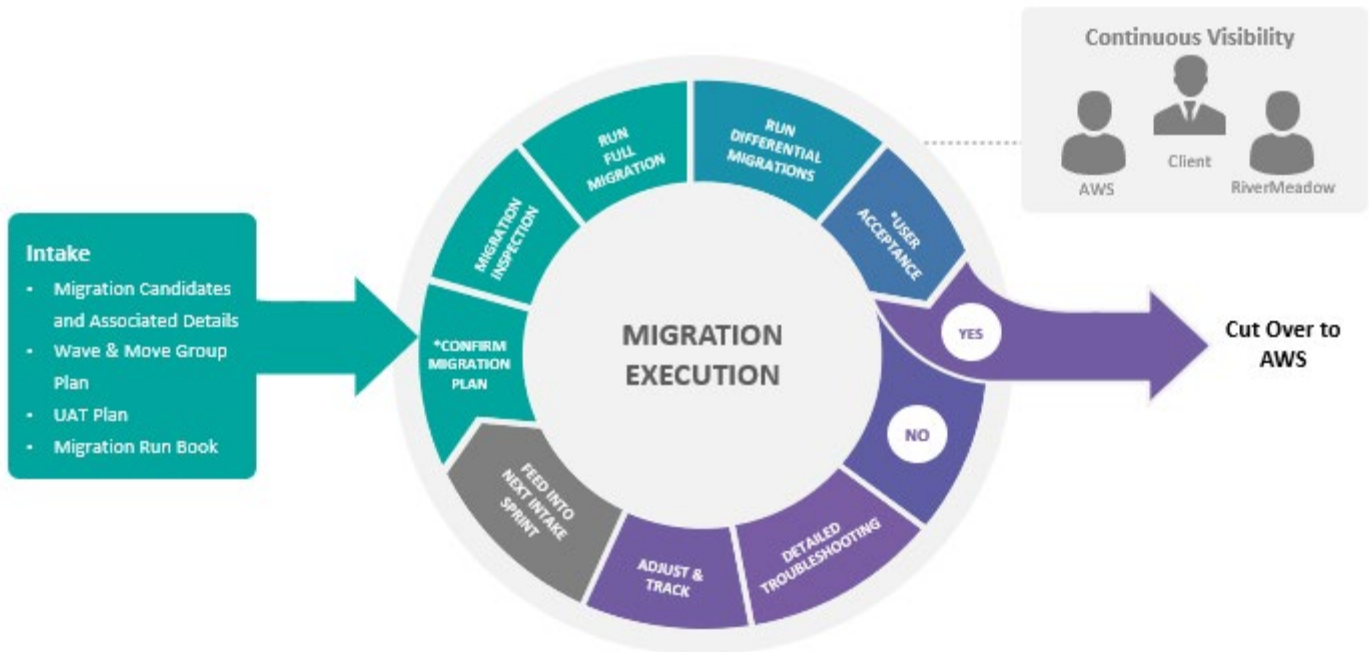 Continuous Visibility
AWS
Client
RiverMeadow
Intake
- Migration Candidates
and Associated Details
- Wave & Move Group
Plan
- UAT Plan
- Migration Run Book
*CONFIRM
MIGRATION
PLAN
MIGRATION
INSPECTION
RUN
FULL
MIGRATION
RUN
DIFFERENTIAL
MIGRATIONS
*USER
ACCEPTANCE
YES
Cut Over to
AWS
NO
DETAILED
TROUBLESHOOTING
ADJUST &
TRACK
FEED INTO
NEXT INTAKE
SPRINT
MIGRATION
EXECUTION